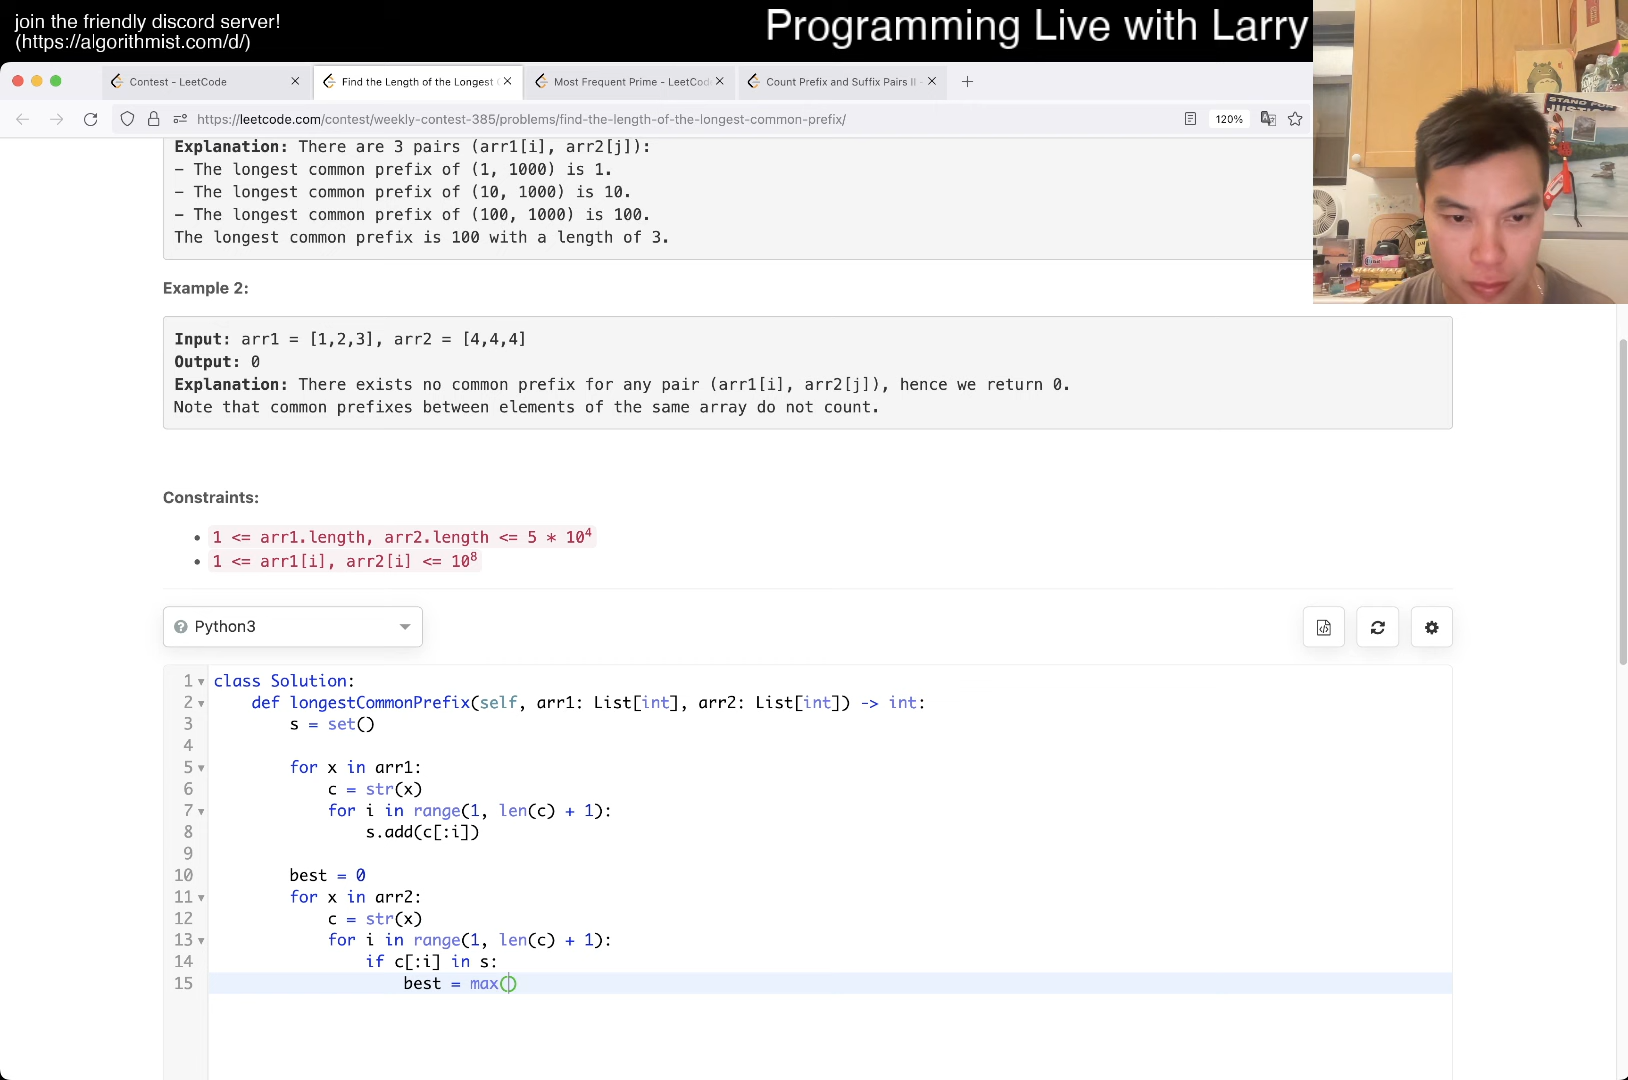 join the friendly discord server!
(https://algorithmist.com/d/)
Programming Live with Larry
Contest - LeetCode
Find the Length of the Longest
Most Frequent Prime - LeetCod
Count Prefix and Suffix Pairs II -
https://leetcode.com/contest/weekly-contest-385/problems/find-the-length-of-the-longest-common-prefix/
120%
Explanation: There are 3 pairs (arr1[i], arr2[j]):
- The longest common prefix of (1, 1000) is 1.
- The longest common prefix of (10, 1000) is 10.
- The longest common prefix of (100, 1000) is 100.
The longest common prefix is 100 with a length of 3.
Example 2:
Input: arr1 = [1,2,3], arr2 = [4,4,4]
Output: 0
Explanation: There exists no common prefix for any pair (arr1[i], arr2[j]), hence we return 0.
Note that common prefixes between elements of the same array do not count.
Constraints:
• 1 <= arr1.length, arr2.length <= 5 * 10⁴
• 1 <= arr1[i], arr2[i] <= 10⁸
Python3
1 class Solution:
2     def longestCommonPrefix(self, arr1: List[int], arr2: List[int]) -> int:
3         s = set()
4
5         for x in arr1:
6             c = str(x)
7             for i in range(1, len(c) + 1):
8                 s.add(c[:i])
9
10         best = 0
11         for x in arr2:
12             c = str(x)
13             for i in range(1, len(c) + 1):
14                 if c[:i] in s:
15                     best = max()
STAND FOR